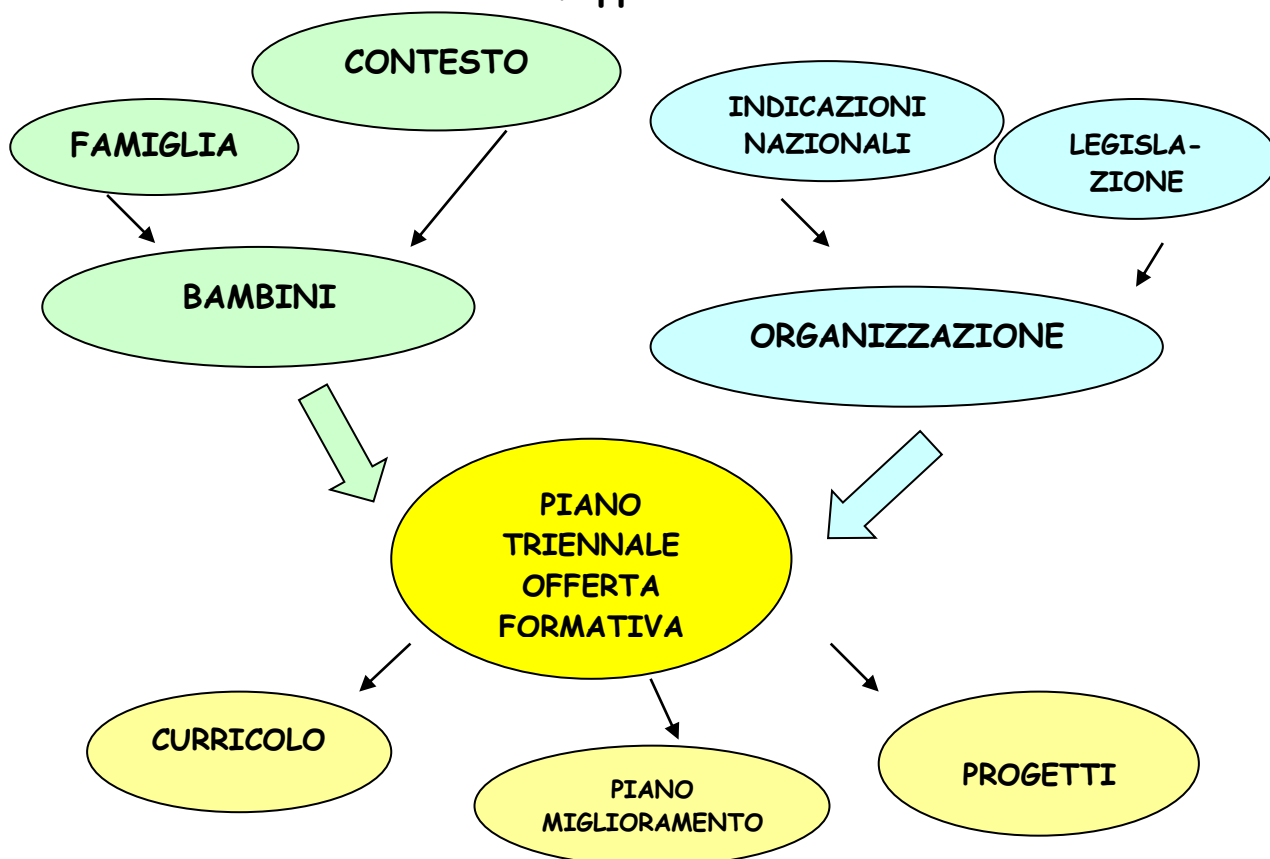 CONTESTO
FAMIGLIA
INDICAZIONI
NAZIONALI
LEGISLA-
ZIONE
BAMBINI
ORGANIZZAZIONE
PIANO
TRIENNALE
OFFERTA
FORMATIVA
CURRICOLO
PIANO
MIGLIORAMENTO
PROGETTI